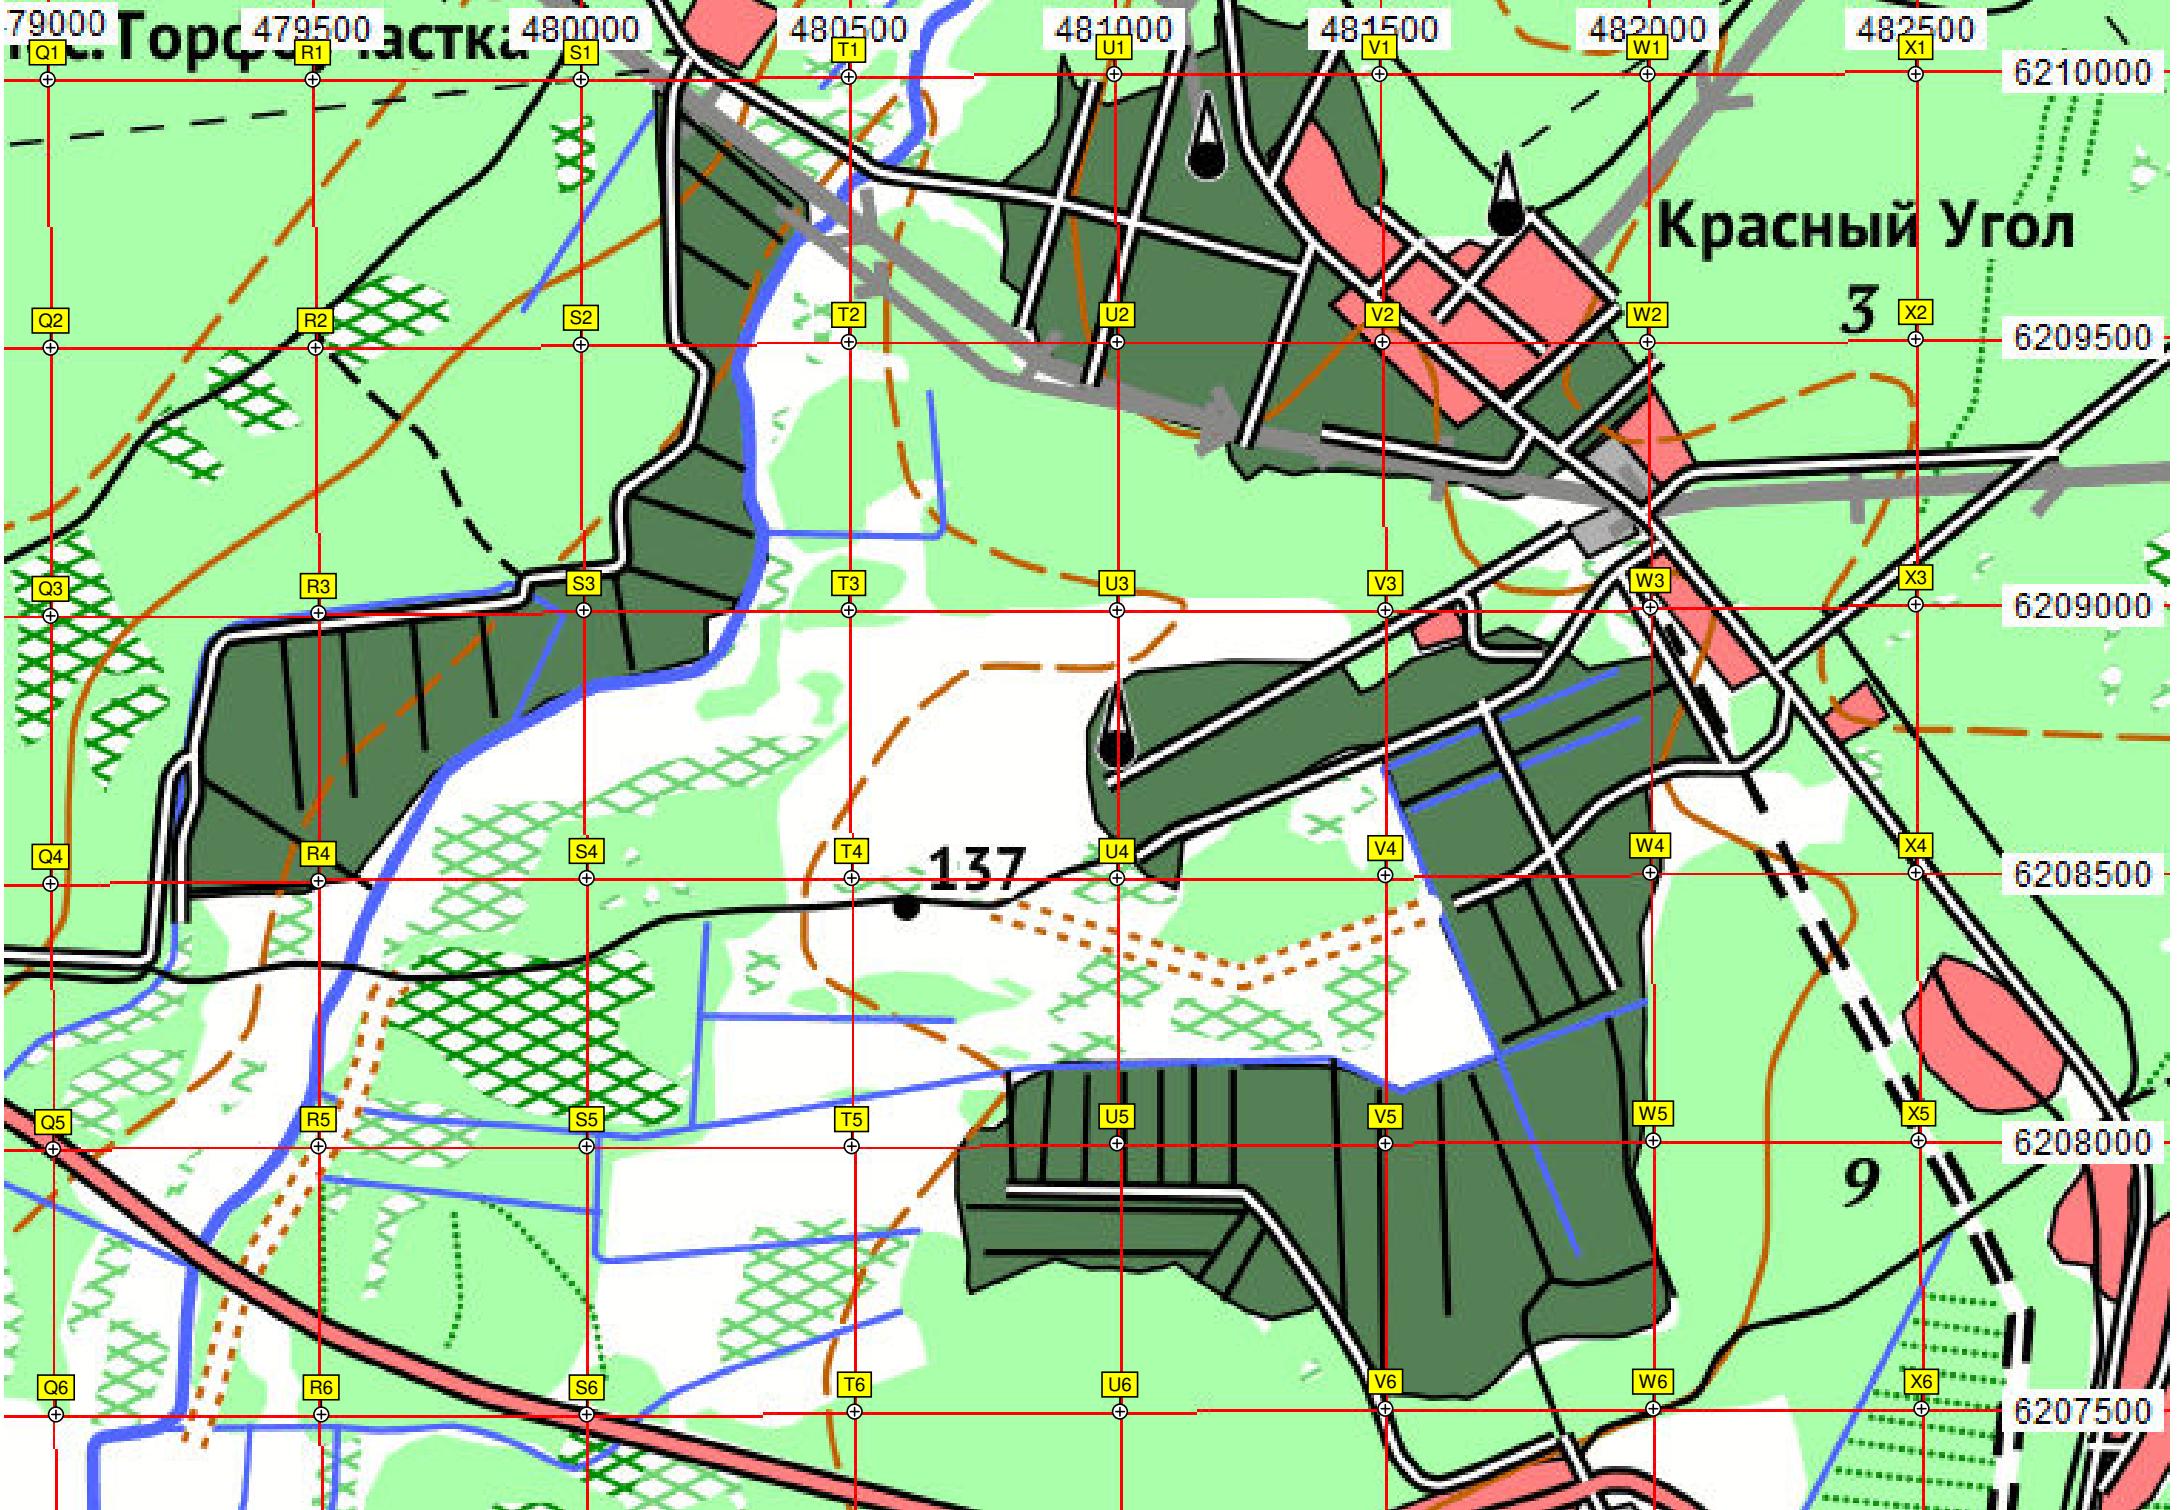 79000 479500 480000 480500 481000 481500 482000 482500
Q1 R1 S1 T1 U1 V1 W1 X1
6210000
Красный Угол
3
Q2 R2 S2 T2 U2 V2 W2 X2
6209500
Q3 R3 S3 T3 U3 V3 W3 X3
6209000
Q4 R4 S4 T4 U4 V4 W4 X4
137
6208500
Q5 R5 S5 T5 U5 V5 W5 X5
6208000
9
Q6 R6 S6 T6 U6 V6 W6 X6
6207500